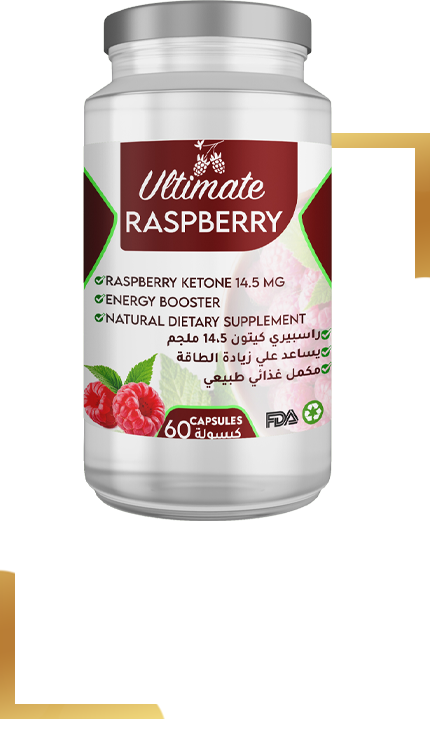 Ultimate
RASPBERRY
RASPBERRY KETONE 14.5 MG
ENERGY BOOSTER
NATURAL DIETARY SUPPLEMENT
راسبيري كيتون 14.5 ملجم
يساعد علي زيادة الطاقة
مكمل غذائي طبيعي
60 CAPSULES
كبسولة
FDA